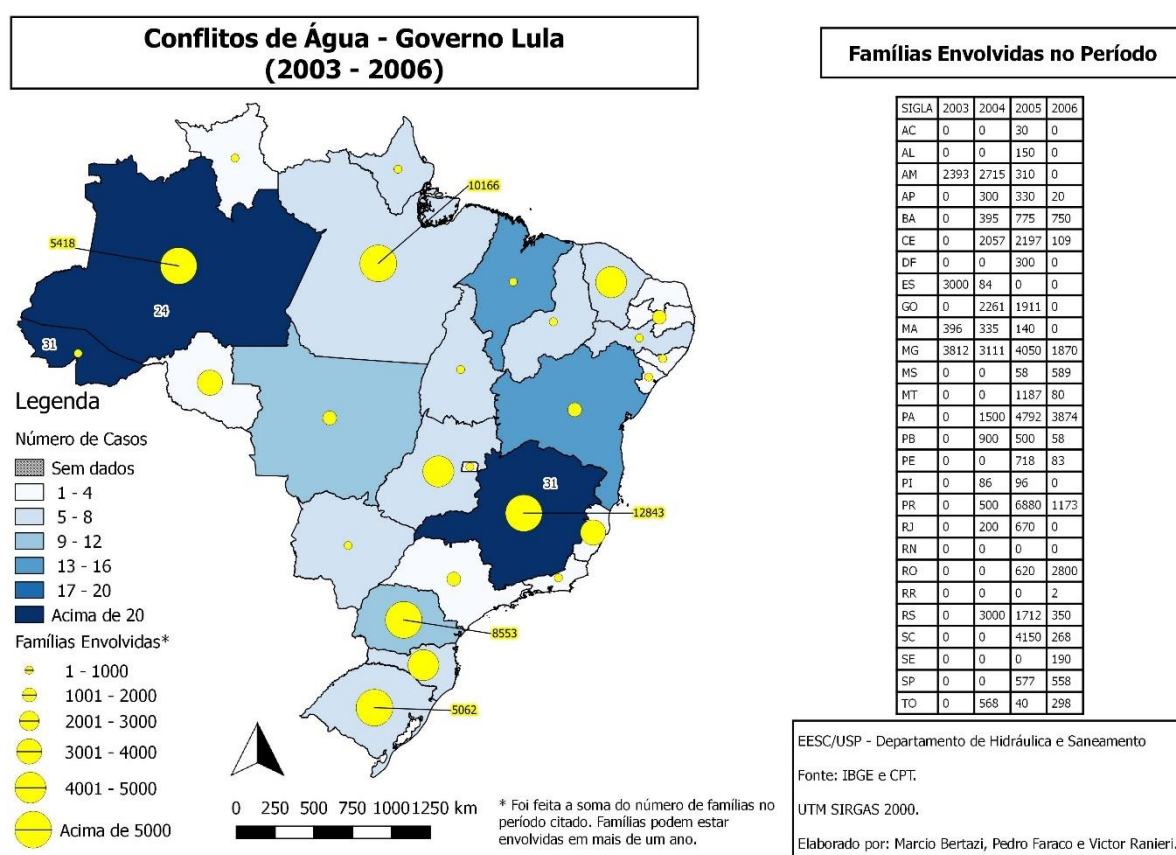 Conflitos de Água - Governo Lula
(2003 - 2006)
10166
5418
24
31
31
12843
8553
5062
Legenda
Número de Casos
Sem dados
1 - 4
5 - 8
9 - 12
13 - 16
17 - 20
Acima de 20
Famílias Envolvidas*
1 - 1000
1001 - 2000
2001 - 3000
3001 - 4000
4001 - 5000
Acima de 5000
0 250 500 750 1000 1250 km
* Foi feita a soma do número de famílias no
período citado. Famílias podem estar
envolvidas em mais de um ano.
Famílias Envolvidas no Período
SIGLA 2003 2004 2005 2006
AC 0 0 30 0
AL 0 0 150 0
AM 2393 2715 310 0
AP 0 300 330 20
BA 0 395 775 750
CE 0 2057 2197 109
DF 0 0 300 0
ES 3000 84 0 0
GO 0 2261 1911 0
MA 396 335 140 0
MG 3812 3111 4050 1870
MS 0 0 58 589
MT 0 0 1187 80
PA 0 1500 4792 3874
PB 0 900 500 58
PE 0 0 718 83
PI 0 86 96 0
PR 0 500 6880 1173
RJ 0 200 670 0
RN 0 0 0 0
RO 0 0 620 2800
RR 0 0 0 2
RS 0 3000 1712 350
SC 0 0 4150 268
SE 0 0 0 190
SP 0 0 577 558
TO 0 568 40 298
EESC/USP - Departamento de Hidráulica e Saneamento
Fonte: IBGE e CPT.
UTM SIRGAS 2000.
Elaborado por: Marcio Bertazi, Pedro Faraco e Victor Ranieri.